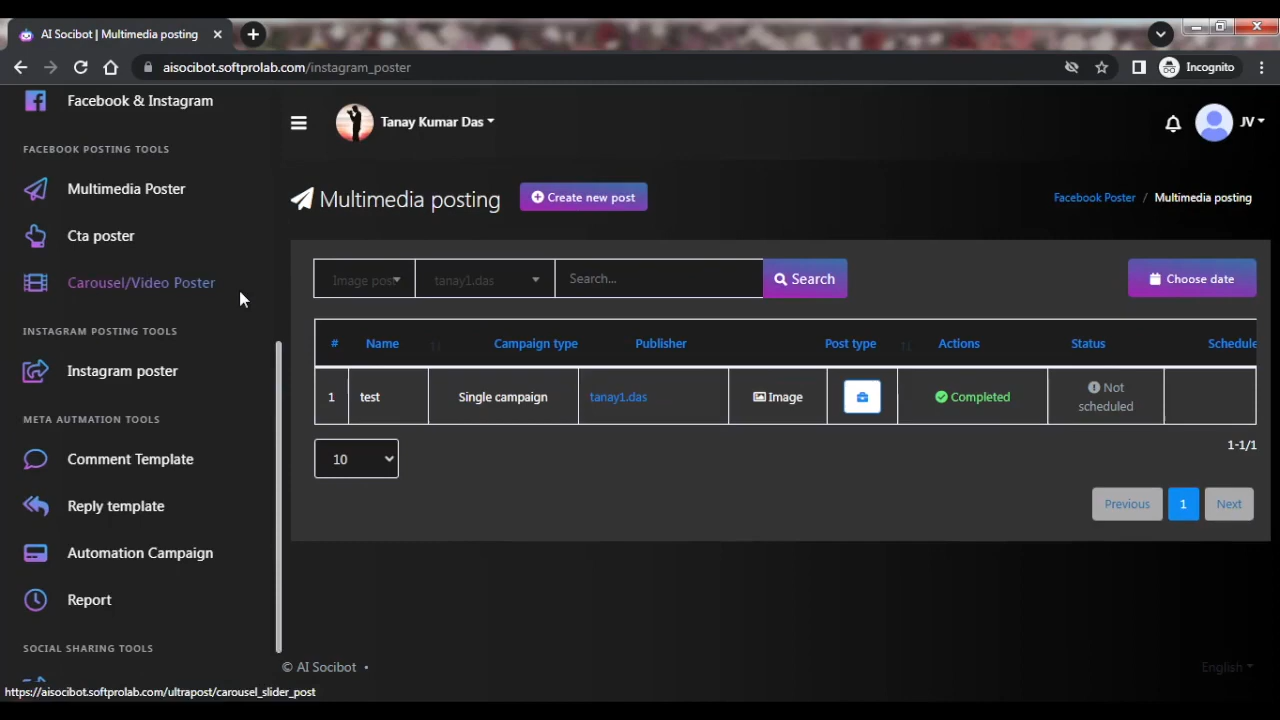 AI Socibot | Multimedia posting
aisocibot.softprolab.com/instagram_poster
Incognito
Facebook & Instagram
FACEBOOK POSTING TOOLS
Multimedia Poster
Cta poster
Carousel/Video Poster
INSTAGRAM POSTING TOOLS
Instagram poster
META AUTMATION TOOLS
Comment Template
Reply template
Automation Campaign
Report
SOCIAL SHARING TOOLS
Tanay Kumar Das
JV
Multimedia posting
Create new post
Facebook Poster / Multimedia posting
Image post
tanay1.das
Search...
Search
Choose date
# Name Campaign type Publisher Post type Actions Status Schedule
1 test Single campaign tanay1.das Image Completed Not scheduled
1-1/1
10
Previous 1 Next
© AI Socibot •
English
https://aisocibot.softprolab.com/ultrapost/carousel_slider_post